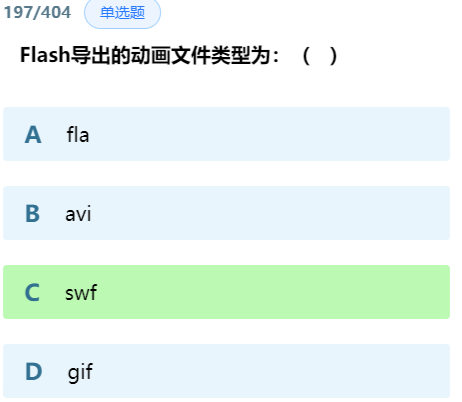 197/404 单选题
Flash导出的动画文件类型为：（ ）
A fla
B avi
C swf
D gif